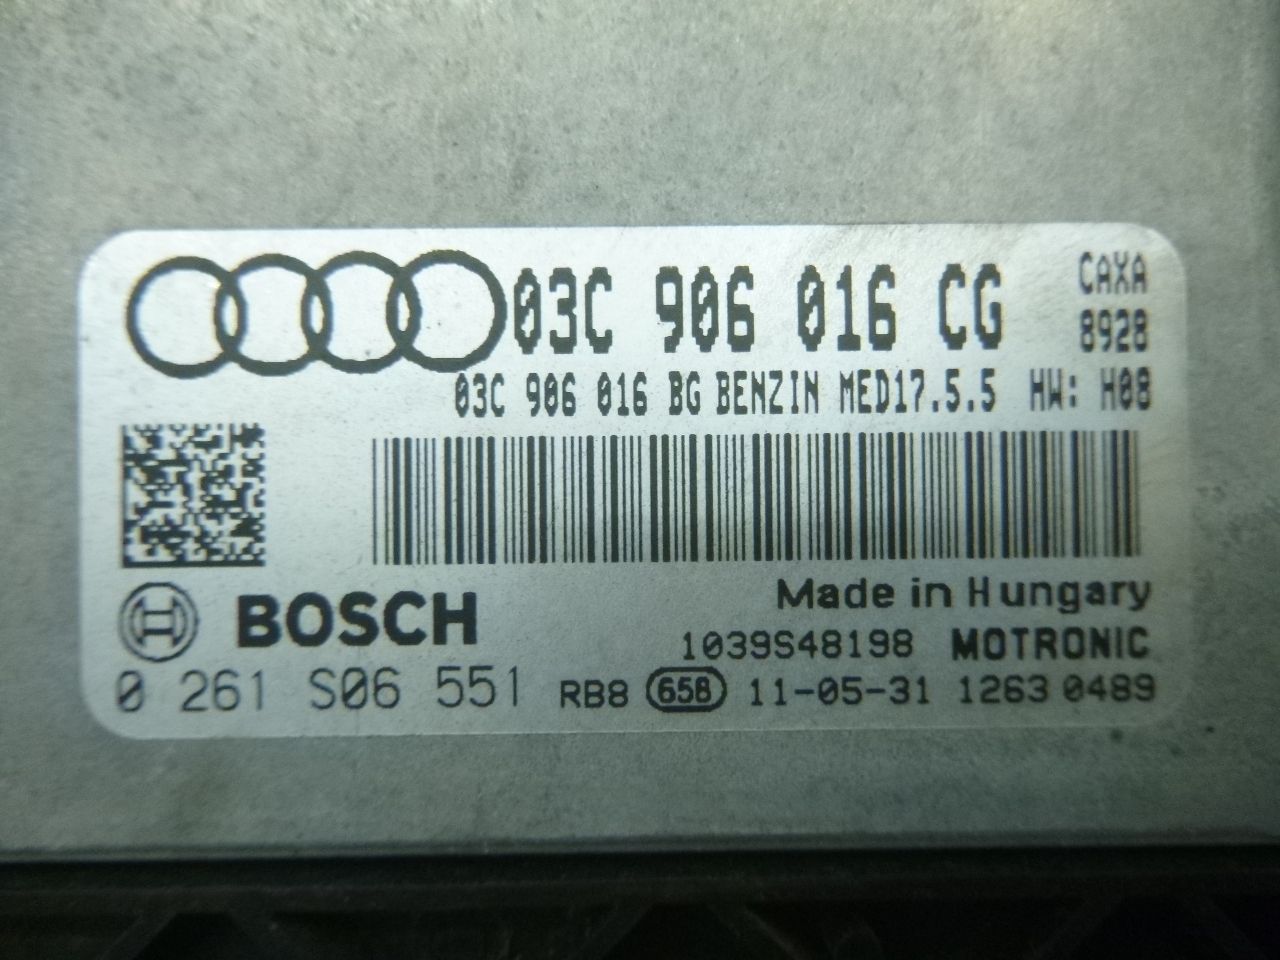 03C 906 016 CG CAXA
8928
03C 906 016 BG BENZIN MED17.5.5 HW: H08
Made in Hungary
BOSCH
1039S48198 MOTRONIC
0 261 S06 551 RB8 658 11-05-31 1263 0489